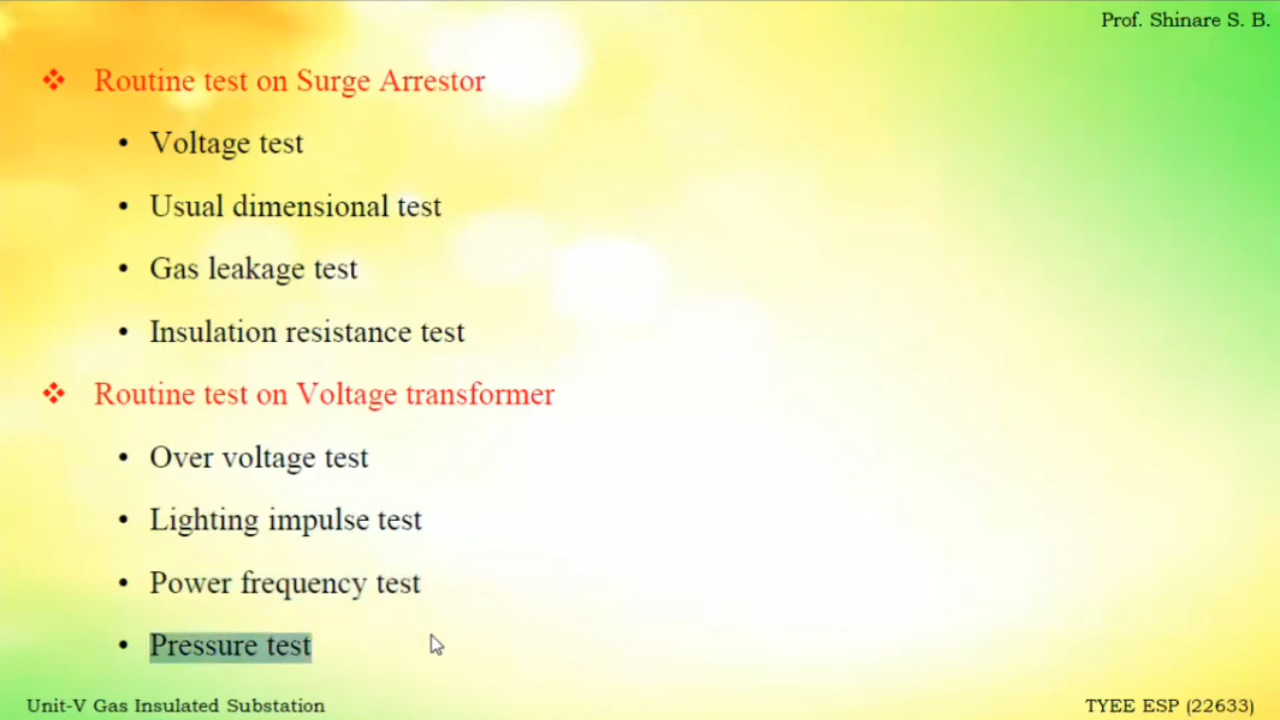 Prof. Shinare S. B.
❖ Routine test on Surge Arrestor
• Voltage test
• Usual dimensional test
• Gas leakage test
• Insulation resistance test
❖ Routine test on Voltage transformer
• Over voltage test
• Lighting impulse test
• Power frequency test
• Pressure test
Unit-V Gas Insulated Substation
TYEE ESP (22633)